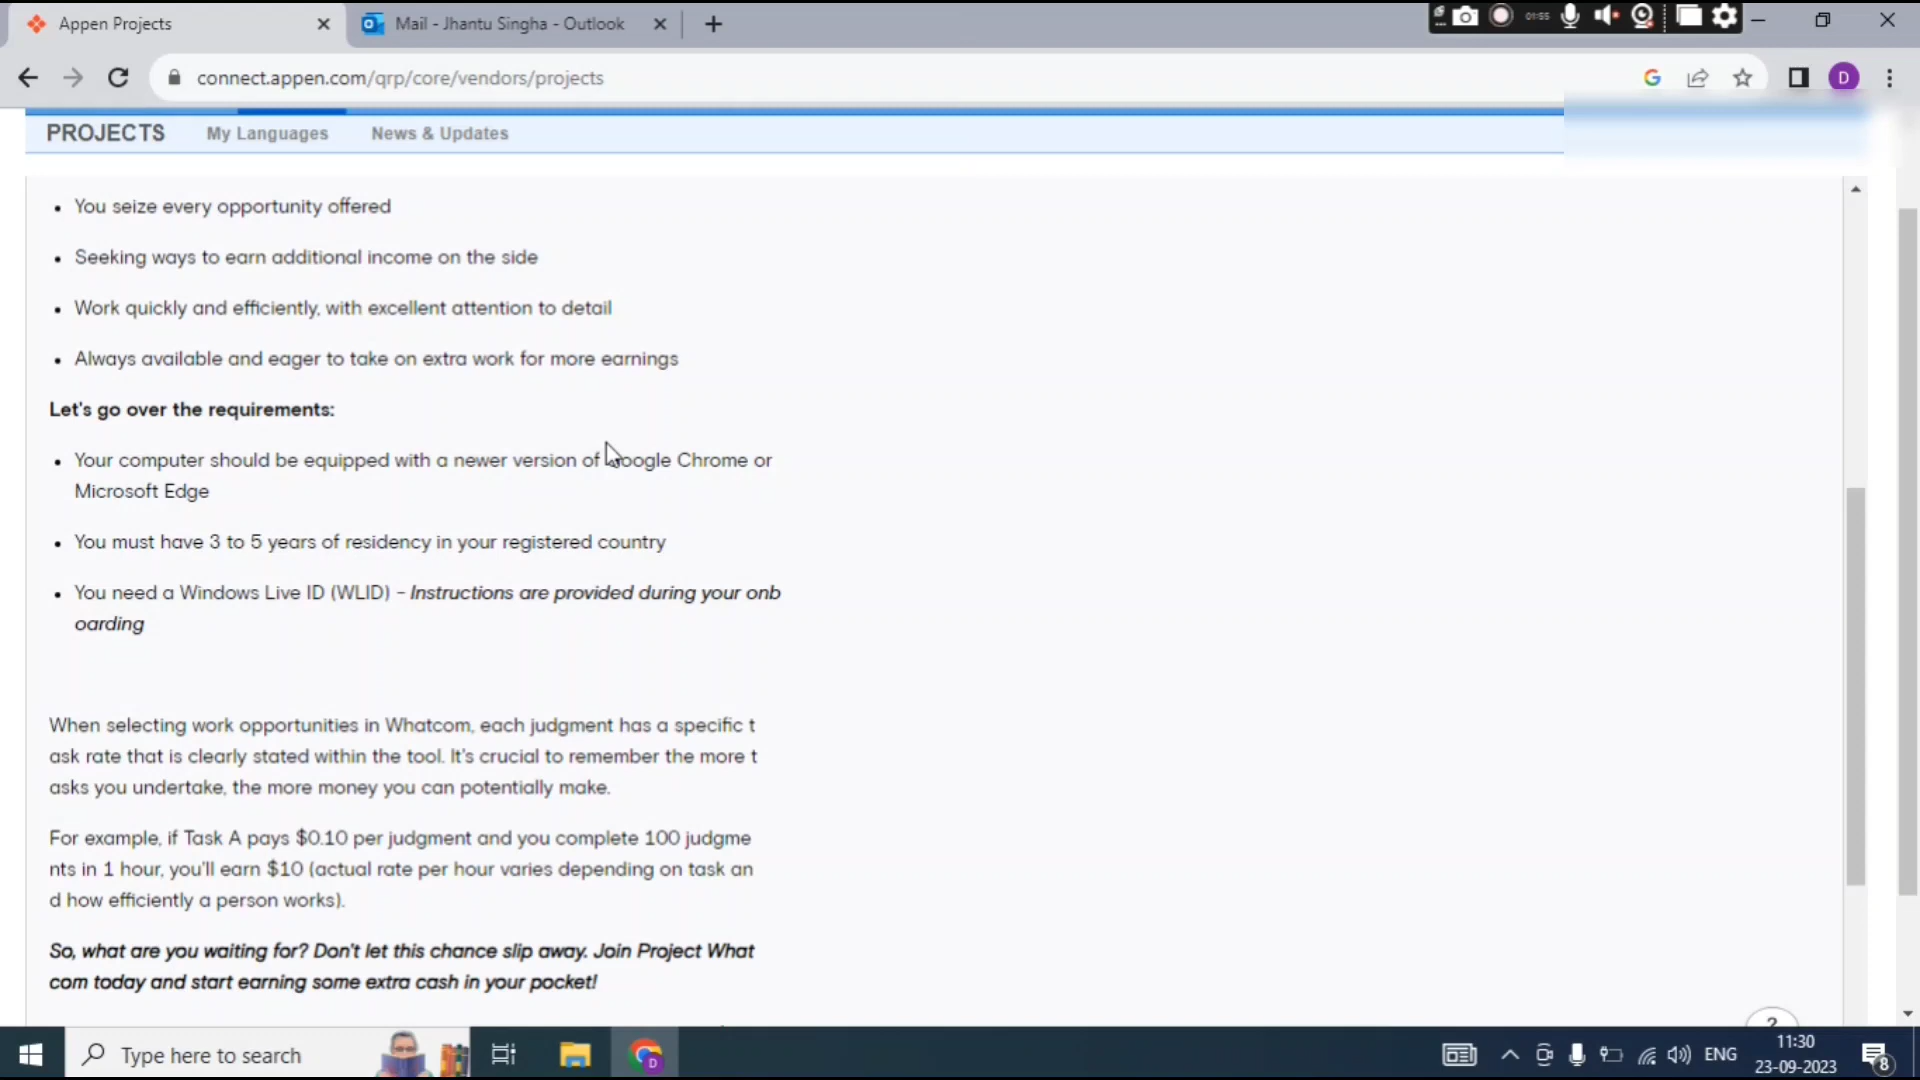 Appen Projects
Mail - Jhantu Singha - Outlook
01:55
connect.appen.com/qrp/core/vendors/projects
D
PROJECTS My Languages News & Updates
• You seize every opportunity offered
• Seeking ways to earn additional income on the side
• Work quickly and efficiently, with excellent attention to detail
• Always available and eager to take on extra work for more earnings
Let's go over the requirements:
• Your computer should be equipped with a newer version of Google Chrome or
Microsoft Edge
• You must have 3 to 5 years of residency in your registered country
• You need a Windows Live ID (WLID) - Instructions are provided during your onb
oarding
When selecting work opportunities in Whatcom, each judgment has a specific t
ask rate that is clearly stated within the tool. It's crucial to remember the more t
asks you undertake, the more money you can potentially make.
For example, if Task A pays $0.10 per judgment and you complete 100 judgme
nts in 1 hour, you'll earn $10 (actual rate per hour varies depending on task an
d how efficiently a person works).
So, what are you waiting for? Don't let this chance slip away. Join Project What
com today and start earning some extra cash in your pocket!
?
Type here to search
D
ENG
11:30
23-09-2023
8